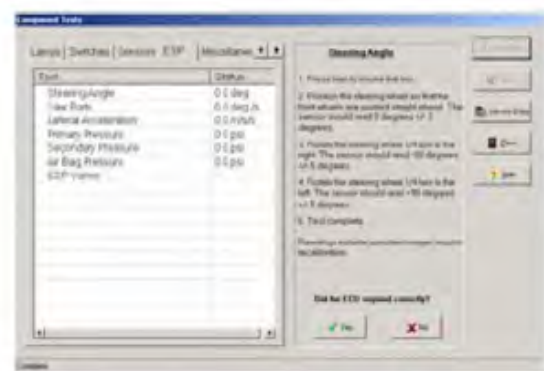 Component Tests
Lamps Switches Sensors ESP Miscellane
Test Status
Steering Angle 0.0 deg
Yaw Rate 0.0 deg/s
Lateral Acceleration 0.0 m/s/s
Primary Pressure 0.0 psi
Secondary Pressure 0.0 psi
Air Bag Pressure 0.0 psi
ESP Valves
Steering Angle
1. Press Start to
2. Position the steering wheel so that the
front wheels are pointed straight ahead. The
sensor should read 0 degrees +/- 
degrees.
3. Rotate the steering wheel 1/4 turn to the
right. The sensor should read -90 degrees
+/- 5 degrees.
4. Rotate the steering wheel 1/4 turn to the
left. The sensor should read +90 degrees
+/- 5 degrees.
5. Test complete.
Did the ECU respond correctly?
Yes No